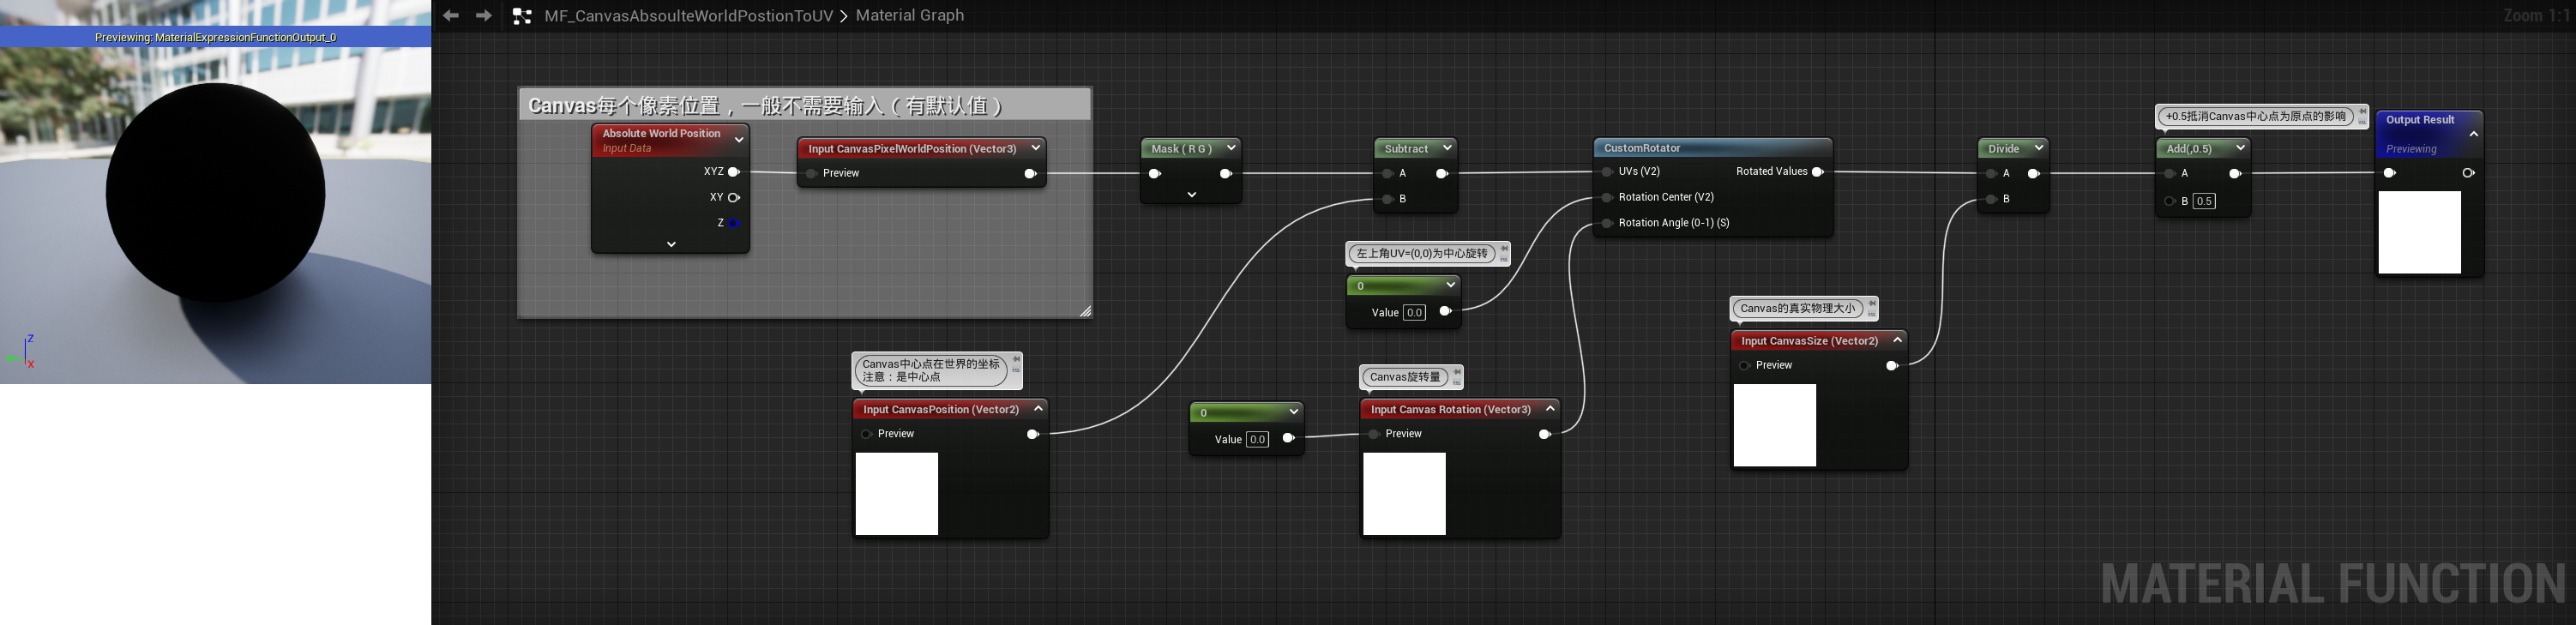 Previewing: MaterialExpressionFunctionOutput_0
MF_CanvasAbsoulteWorldPostionToUV > Material Graph
Zoom 1:1
Canvas每个像素位置，一般不需要输入（有默认值）
Absolute World Position
Input Data
XYZ
XY
Z
Input CanvasPixelWorldPosition (Vector3)
Preview
Mask ( R G )
Subtract
A
B
CustomRotator
UVs (V2)
Rotated Values
Rotation Center (V2)
Rotation Angle (0-1) (S)
Divide
A
B
+0.5抵消Canvas中心点为原点的影响
Add(,0.5)
A
B 0.5
Output Result
Previewing
左上角UV=(0,0)为中心旋转
0
Value 0.0
Canvas的真实物理大小
Input CanvasSize (Vector2)
Preview
Canvas中心点在世界的坐标
注意：是中心点
Input CanvasPosition (Vector2)
Preview
0
Value 0.0
Canvas旋转量
Input Canvas Rotation (Vector3)
Preview
Z
X
MATERIAL FUNCTION